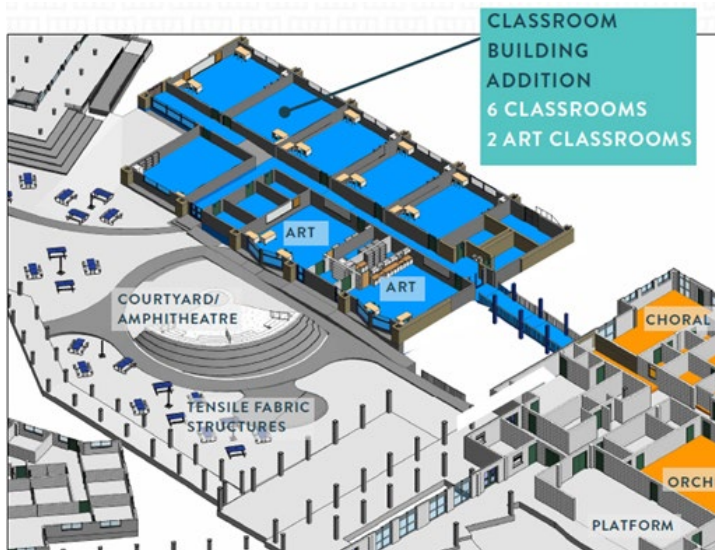 CLASSROOM
BUILDING
ADDITION
6 CLASSROOMS
2 ART CLASSROOMS
ART
ART
COURTYARD/
AMPHITHEATRE
CHORAL
TENSILE FABRIC
STRUCTURES
ORCH
PLATFORM